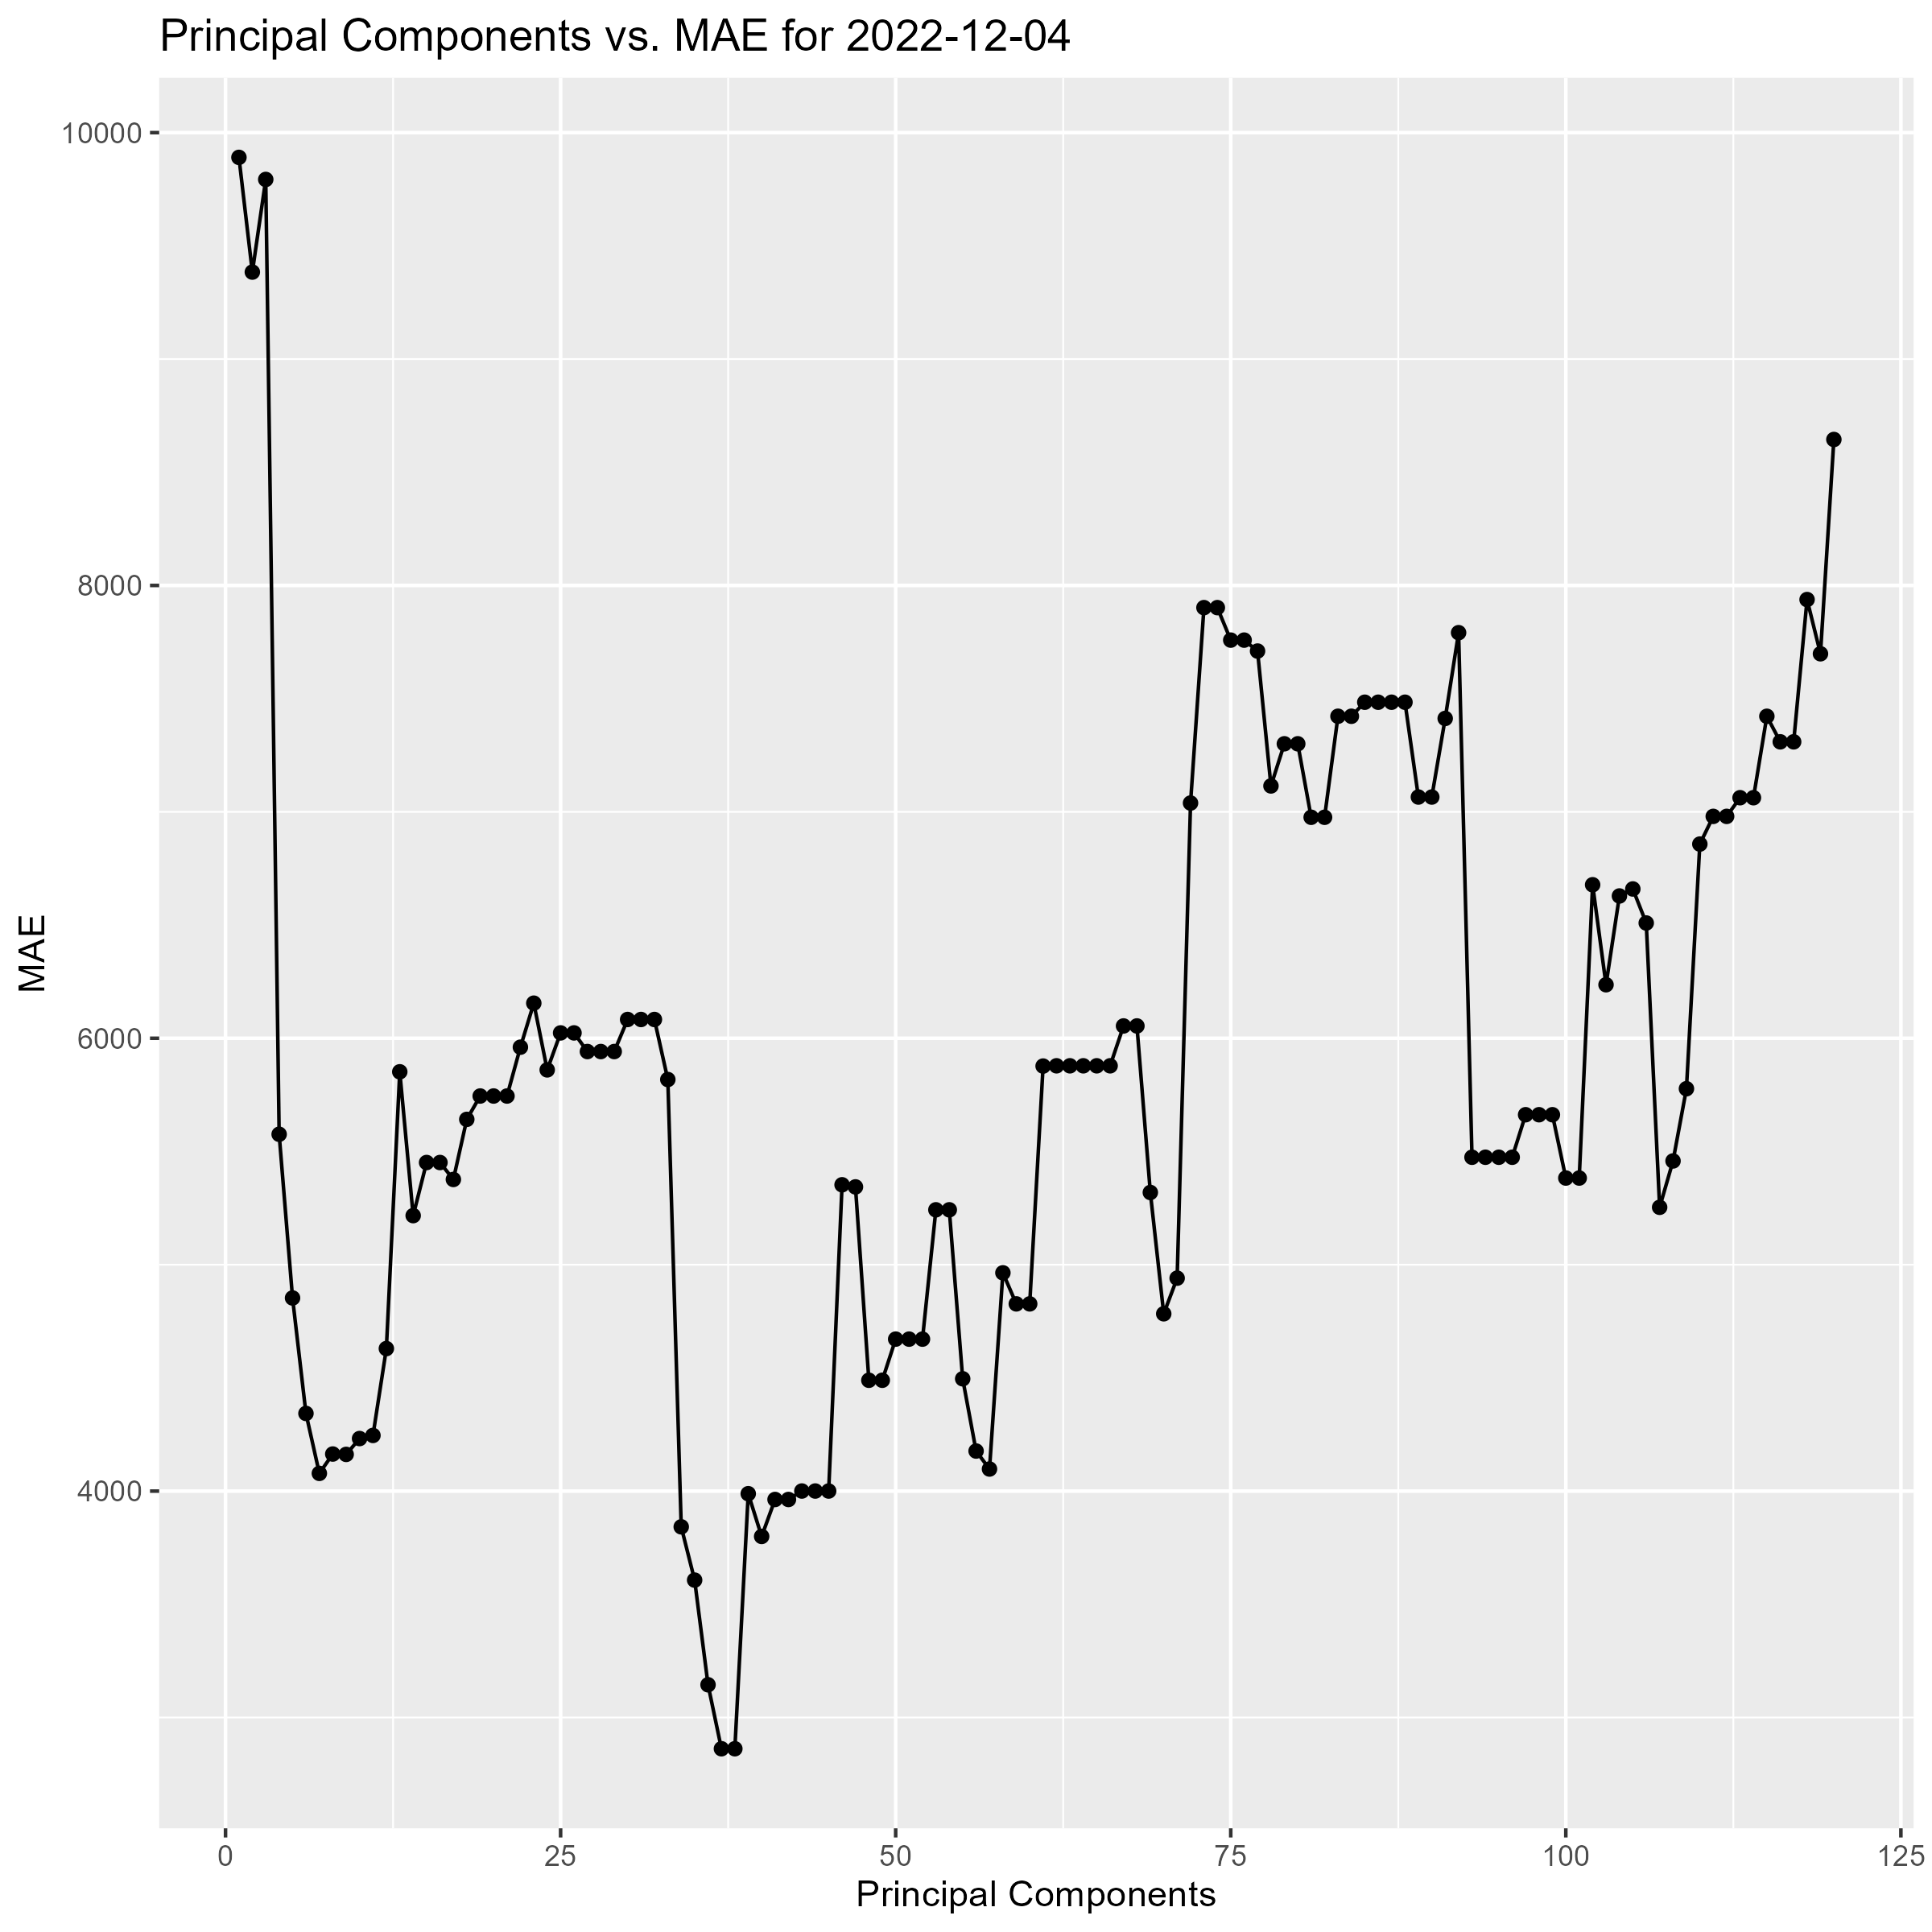 Principal Components vs. MAE for 2022-12-04
10000
8000
6000
4000
MAE
0 25 50 75 100 125
Principal Components